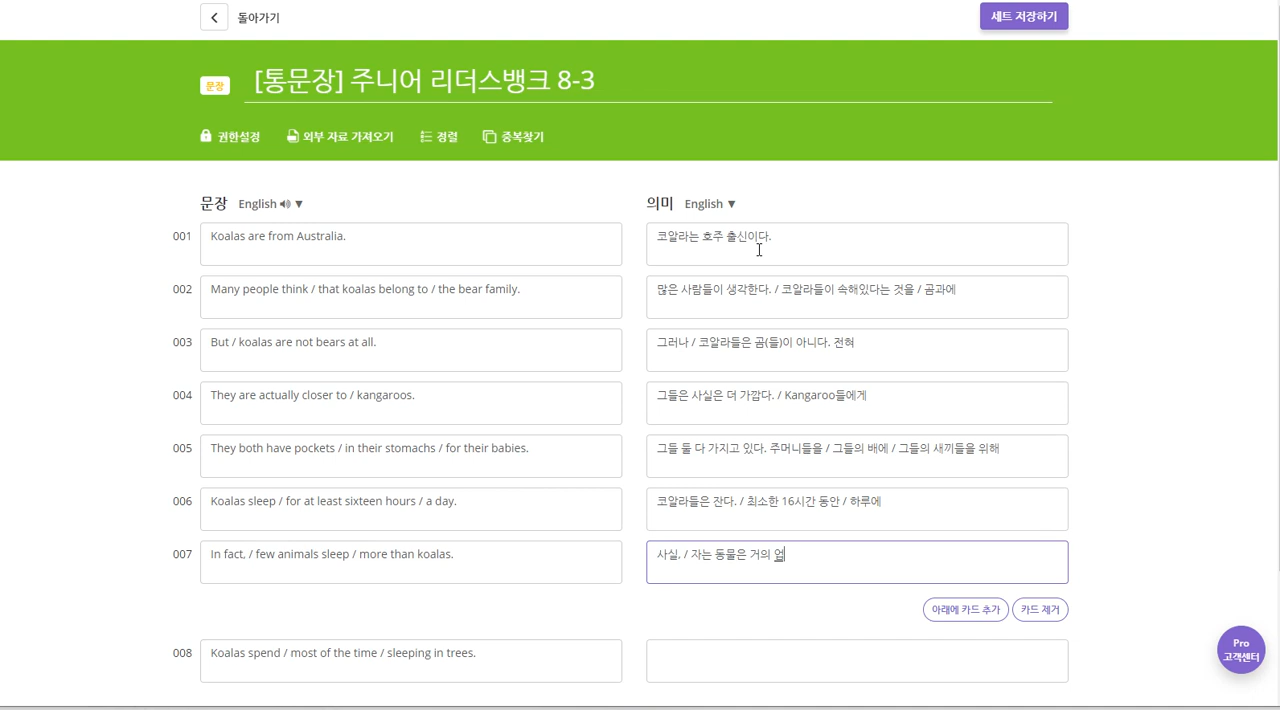 돌아가기
세트 저장하기
문장
[통문장] 주니어 리더스뱅크 8-3
권한설정 외부 자료 가져오기 정렬 중복찾기
문장 English ▼ 의미 English ▼
001 Koalas are from Australia. 코알라는 호주 출신이다.
002 Many people think / that koalas belong to / the bear family. 많은 사람들이 생각한다. / 코알라들이 속해있다는 것을 / 곰과에
003 But / koalas are not bears at all. 그러나 / 코알라들은 곰(들)이 아니다. 전혀
004 They are actually closer to / kangaroos. 그들은 사실은 더 가깝다. / Kangaroo들에게
005 They both have pockets / in their stomachs / for their babies. 그들 둘 다 가지고 있다. 주머니들을 / 그들의 배에 / 그들의 새끼들을 위해
006 Koalas sleep / for at least sixteen hours / a day. 코알라들은 잔다. / 최소한 16시간 동안 / 하루에
007 In fact, / few animals sleep / more than koalas. 사실, / 자는 동물은 거의 업
아래에 카드 추가 카드 제거
008 Koalas spend / most of the time / sleeping in trees.
Pro
고객센터